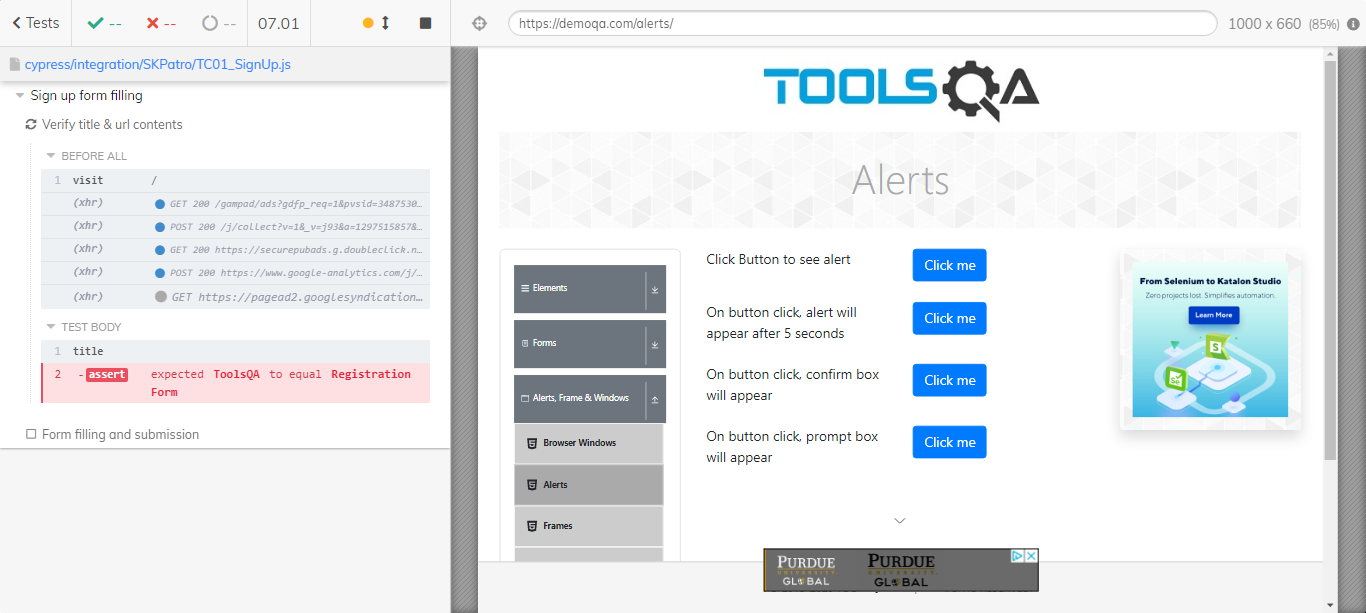 Tests
--
--
--
07.01
https://demoqa.com/alerts/
1000 x 660 (85%)
cypress/integration/SKPatro/TC01_SignUp.js
Sign up form filling
Verify title & url contents
BEFORE ALL
1 visit /
(xhr) GET 200 /gampad/ads?gdfp_req=1&pvsid=3487530…
(xhr) POST 200 /j/collect?v=1&_v=j93&a=1297515857&…
(xhr) GET 200 https://securepubads.g.doubleclick.n…
(xhr) POST 200 https://www.google-analytics.com/j/…
(xhr) GET https://pagead2.googlesyndication…
TEST BODY
1 title
2 -assert expected ToolsQA to equal Registration
Form
Form filling and submission
TOOLSQA
Alerts
Elements
Forms
Alerts, Frame & Windows
Browser Windows
Alerts
Frames
Click Button to see alert
Click me
On button click, alert will
appear after 5 seconds
Click me
On button click, confirm box
will appear
Click me
On button click, prompt box
will appear
Click me
From Selenium to Katalon Studio
Zero projects lost. Simplifies automation.
Learn More
S
Se
PURDUE
UNIVERSITY
GLOBAL
PURDUE
UNIVERSITY
GLOBAL